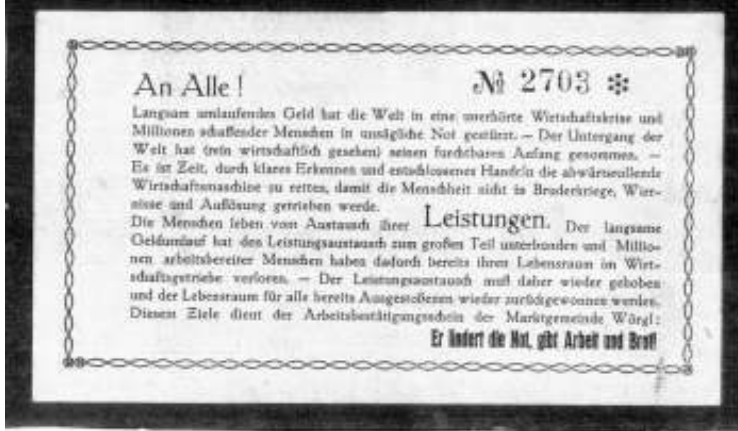 An Alle !
№ 2703 ✻
Langsam umlaufendes Geld hat die Welt in eine unerhörte Wirtschaftskrise und
Millionen schaffender Menschen in unsägliche Not gestürzt. — Der Untergang der
Welt hat (rein wirtschaftlich gesehen) seinen furchtbaren Anfang genommen. —
Es ist Zeit, durch klares Erkennen und entschlossenes Handeln die abwärtsrollende
Wirtschaftsmaschine zu retten, damit die Menschheit nicht in Bruderkriege, Wirr-
nisse und Auflösung getrieben werde.
Die Menschen leben vom Austausch ihrer Leistungen. Der langsame
Geldumlauf hat den Leistungsaustausch zum großen Teil unterbunden und Millio-
nen arbeitsbereiter Menschen haben dadurch bereits ihren Lebensraum im Wirt-
schaftsgetriebe verloren. — Der Leistungsaustausch muß daher wieder gehoben
und der Lebensraum für alle bereits Ausgestoßenen wieder zurückgewonnen werden.
Diesem Ziele dient der Arbeitsbestätigungsschein der Marktgemeinde Wörgl:
Er lindert die Not, gibt Arbeit und Brot!